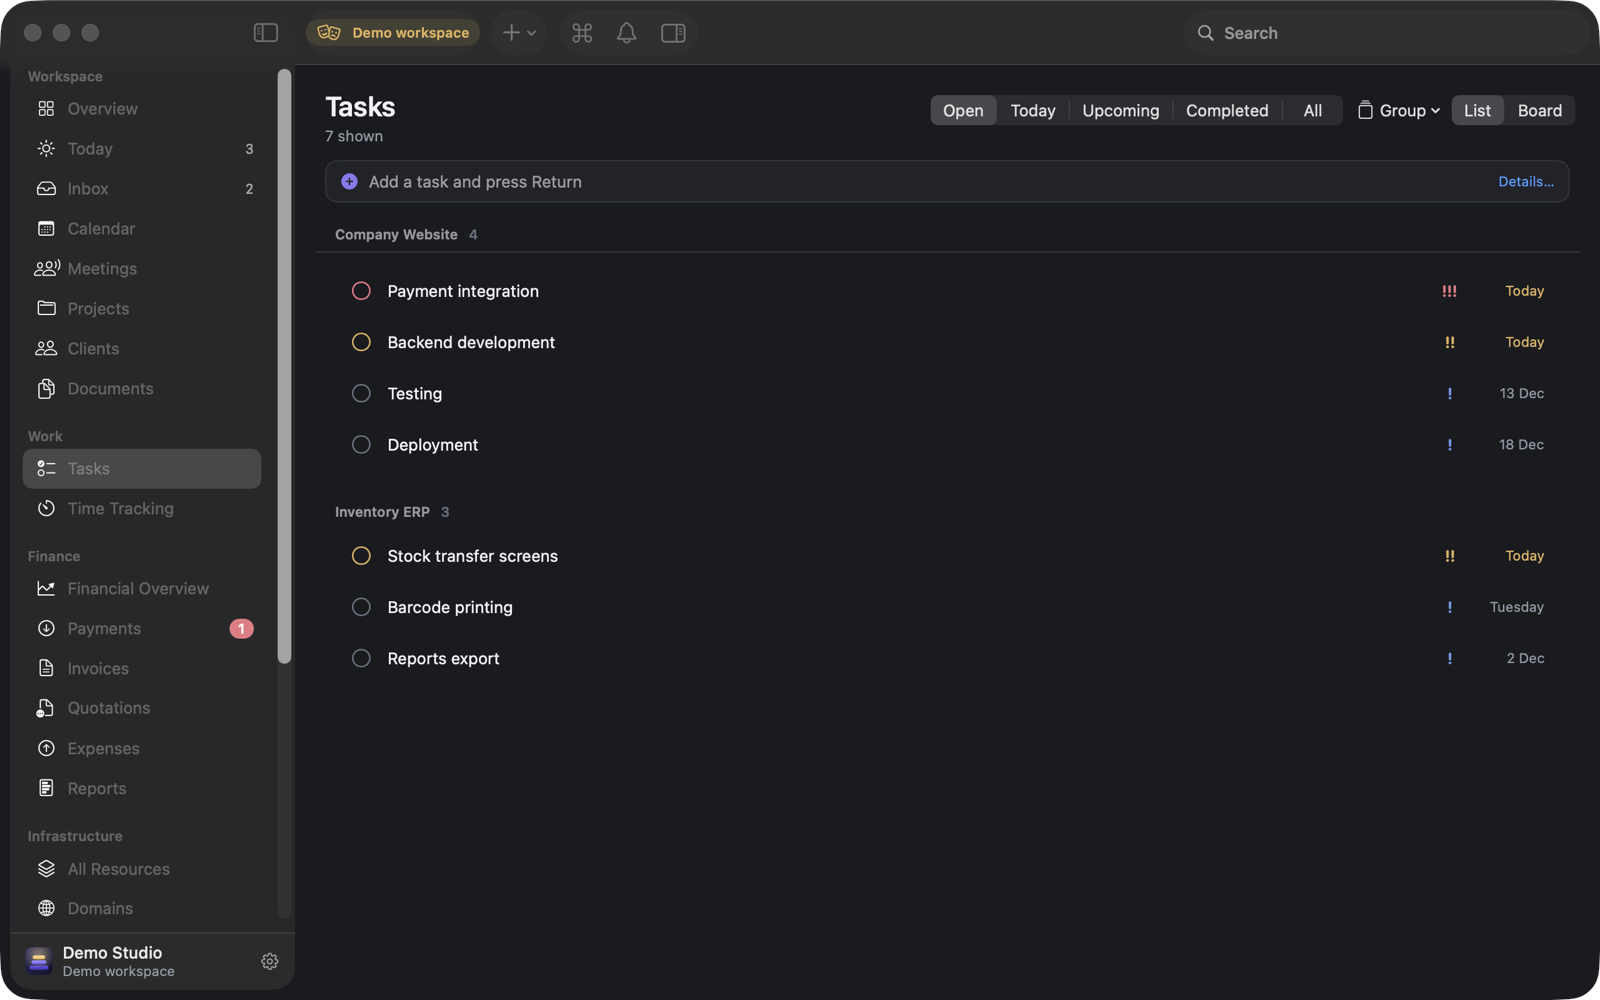 Demo workspace
Search
Workspace
Overview
Today 3
Inbox 2
Calendar
Meetings
Projects
Clients
Documents
Work
Tasks
Time Tracking
Finance
Financial Overview
Payments 1
Invoices
Quotations
Expenses
Reports
Infrastructure
All Resources
Domains
Demo Studio
Demo workspace
Tasks
7 shown
Open Today Upcoming Completed All Group List Board
Add a task and press Return Details...
Company Website 4
Payment integration !!! Today
Backend development !! Today
Testing ! 13 Dec
Deployment ! 18 Dec
Inventory ERP 3
Stock transfer screens !! Today
Barcode printing ! Tuesday
Reports export ! 2 Dec